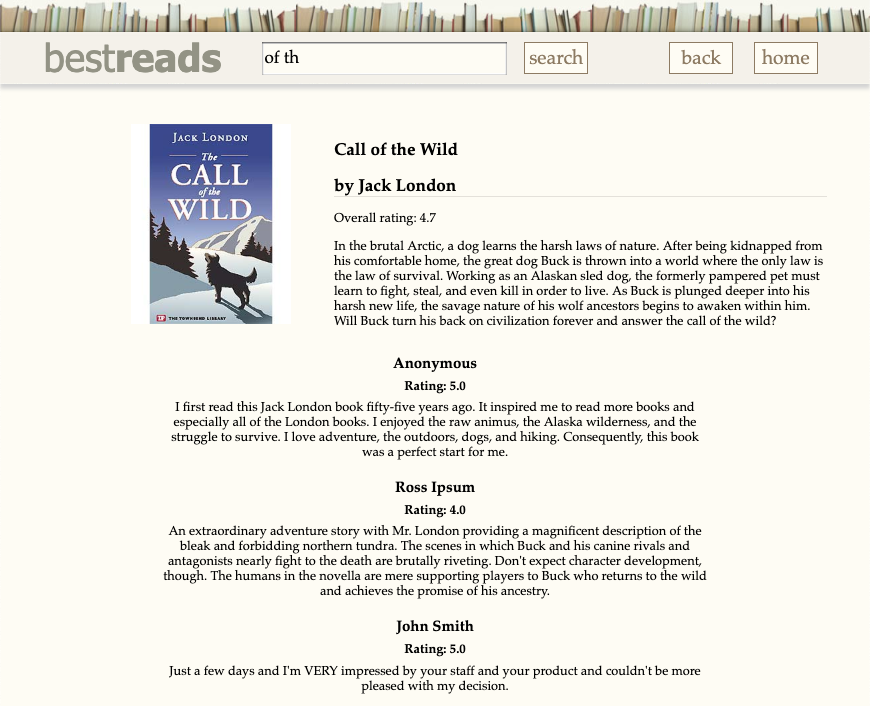 bestreads
of th
search
back
home
JACK LONDON
The
CALL
of the
WILD
THE TOWNSEND LIBRARY
Call of the Wild
by Jack London
Overall rating: 4.7
In the brutal Arctic, a dog learns the harsh laws of nature. After being kidnapped from
his comfortable home, the great dog Buck is thrown into a world where the only law is
the law of survival. Working as an Alaskan sled dog, the formerly pampered pet must
learn to fight, steal, and even kill in order to live. As Buck is plunged deeper into his
harsh new life, the savage nature of his wolf ancestors begins to awaken within him.
Will Buck turn his back on civilization forever and answer the call of the wild?
Anonymous
Rating: 5.0
I first read this Jack London book fifty-five years ago. It inspired me to read more books and
especially all of the London books. I enjoyed the raw animus, the Alaska wilderness, and the
struggle to survive. I love adventure, the outdoors, dogs, and hiking. Consequently, this book
was a perfect start for me.
Ross Ipsum
Rating: 4.0
An extraordinary adventure story with Mr. London providing a magnificent description of the
bleak and forbidding northern tundra. The scenes in which Buck and his canine rivals and
antagonists nearly fight to the death are brutally riveting. Don't expect character development,
though. The humans in the novella are mere supporting players to Buck who returns to the wild
and achieves the promise of his ancestry.
John Smith
Rating: 5.0
Just a few days and I'm VERY impressed by your staff and your product and couldn't be more
pleased with my decision.